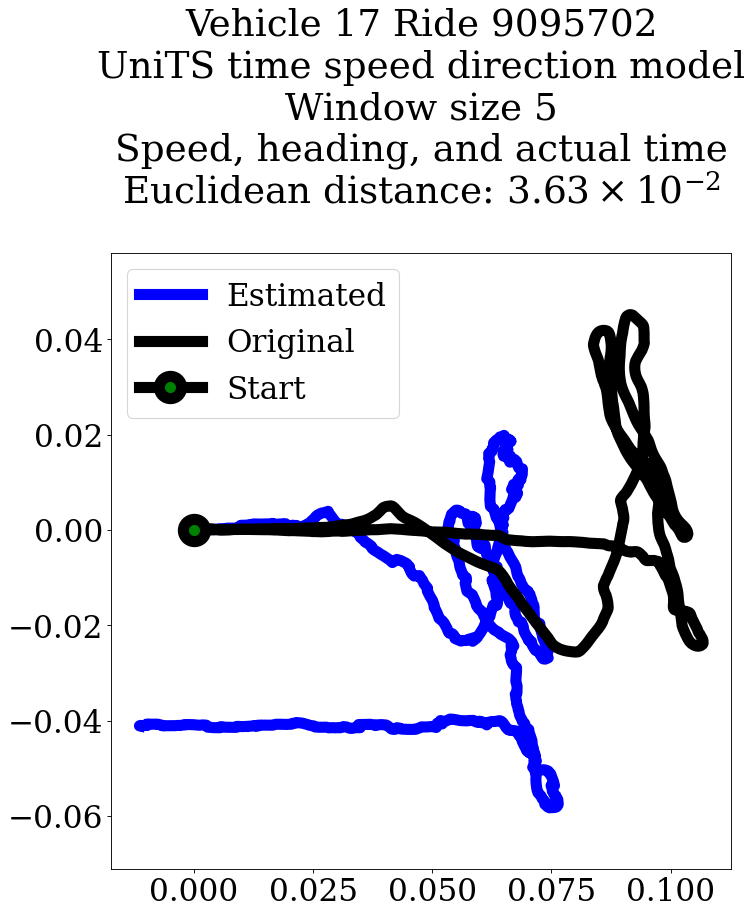 Vehicle 17 Ride 9095702
UniTS time speed direction model
Window size 5
Speed, heading, and actual time
Euclidean distance: 3.63 × 10⁻²
Estimated
Original
Start
0.04
0.02
0.00
−0.02
−0.04
−0.06
0.000 0.025 0.050 0.075 0.100